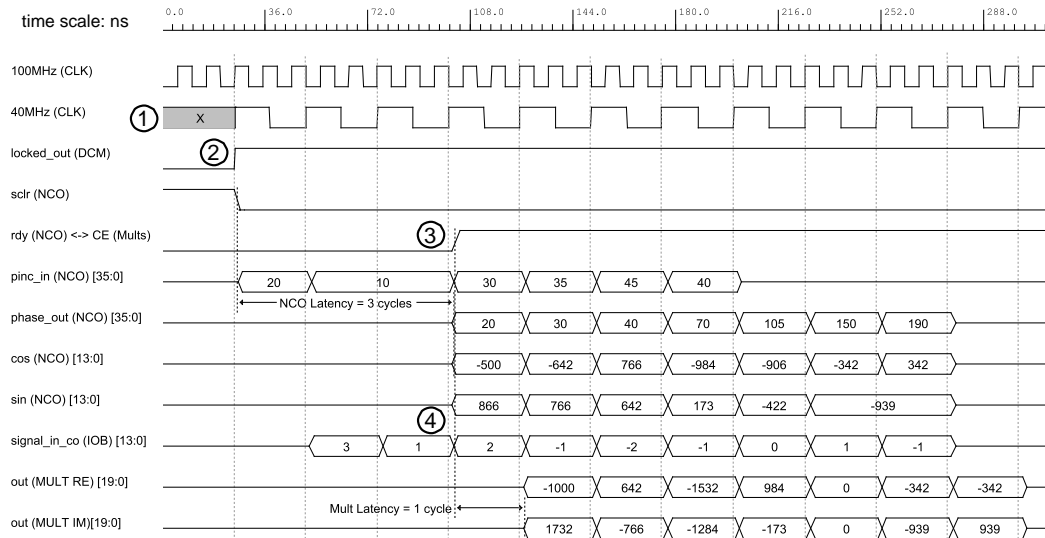 time scale: ns
0.0 36.0 72.0 108.0 144.0 180.0 216.0 252.0 288.0
100MHz (CLK)
40MHz (CLK) 1 X
locked_out (DCM) 2
sclr (NCO)
rdy (NCO) <-> CE (Mults) 3
pinc_in (NCO) [35:0] 20 10 30 35 45 40
NCO Latency = 3 cycles
phase_out (NCO) [35:0] 20 30 40 70 105 150 190
cos (NCO) [13:0] -500 -642 766 -984 -906 -342 342
sin (NCO) [13:0] 866 766 642 173 -422 -939
4
signal_in_co (IOB) [13:0] 3 1 2 -1 -2 -1 0 1 -1
out (MULT RE) [19:0] -1000 642 -1532 984 0 -342 -342
Mult Latency = 1 cycle
out (MULT IM)[19:0] 1732 -766 -1284 -173 0 -939 939